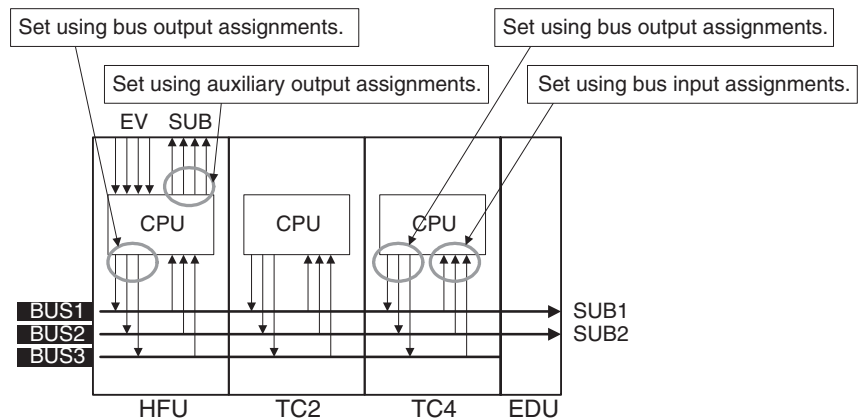 Set using bus output assignments.
Set using bus output assignments.
Set using auxiliary output assignments.
Set using bus input assignments.
EV SUB
CPU
CPU
CPU
BUS1
SUB1
BUS2
SUB2
BUS3
HFU
TC2
TC4
EDU